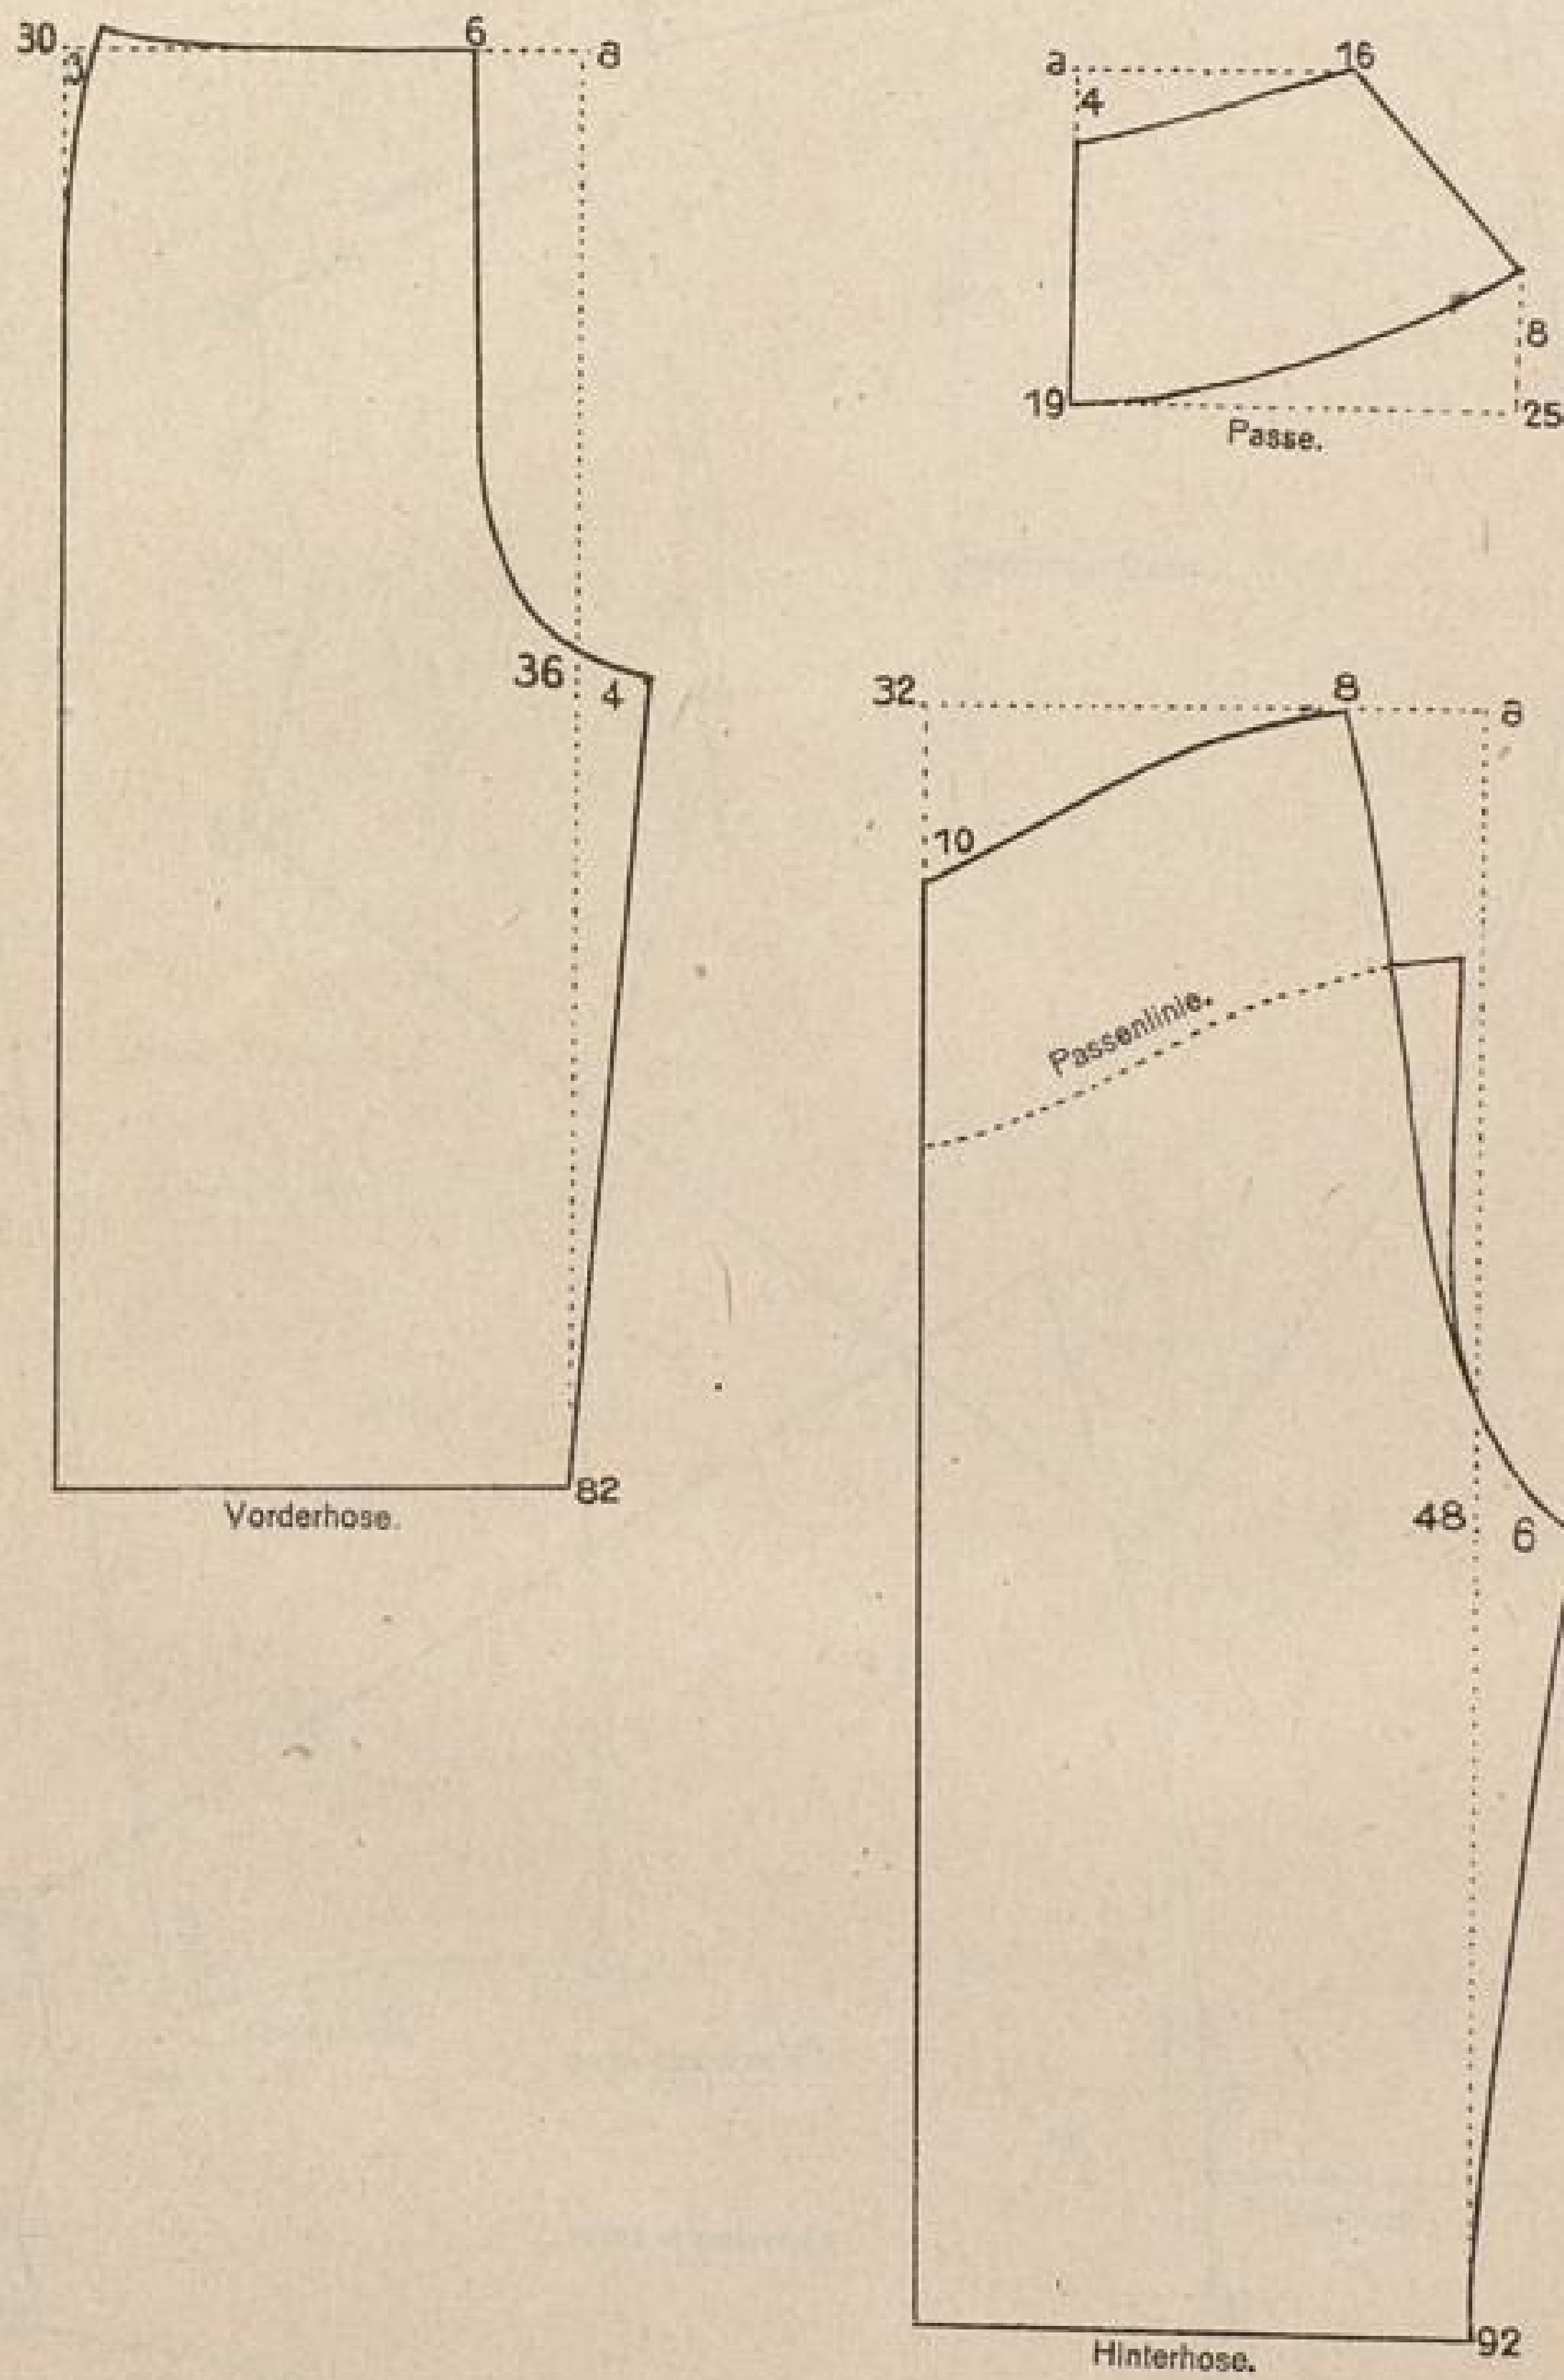 30
6
a
3
36
4
82
Vorderhose.
a
16
4
8
19
25
Passe.
32
8
a
10
Passenlinie.
48
6
92
Hinterhose.